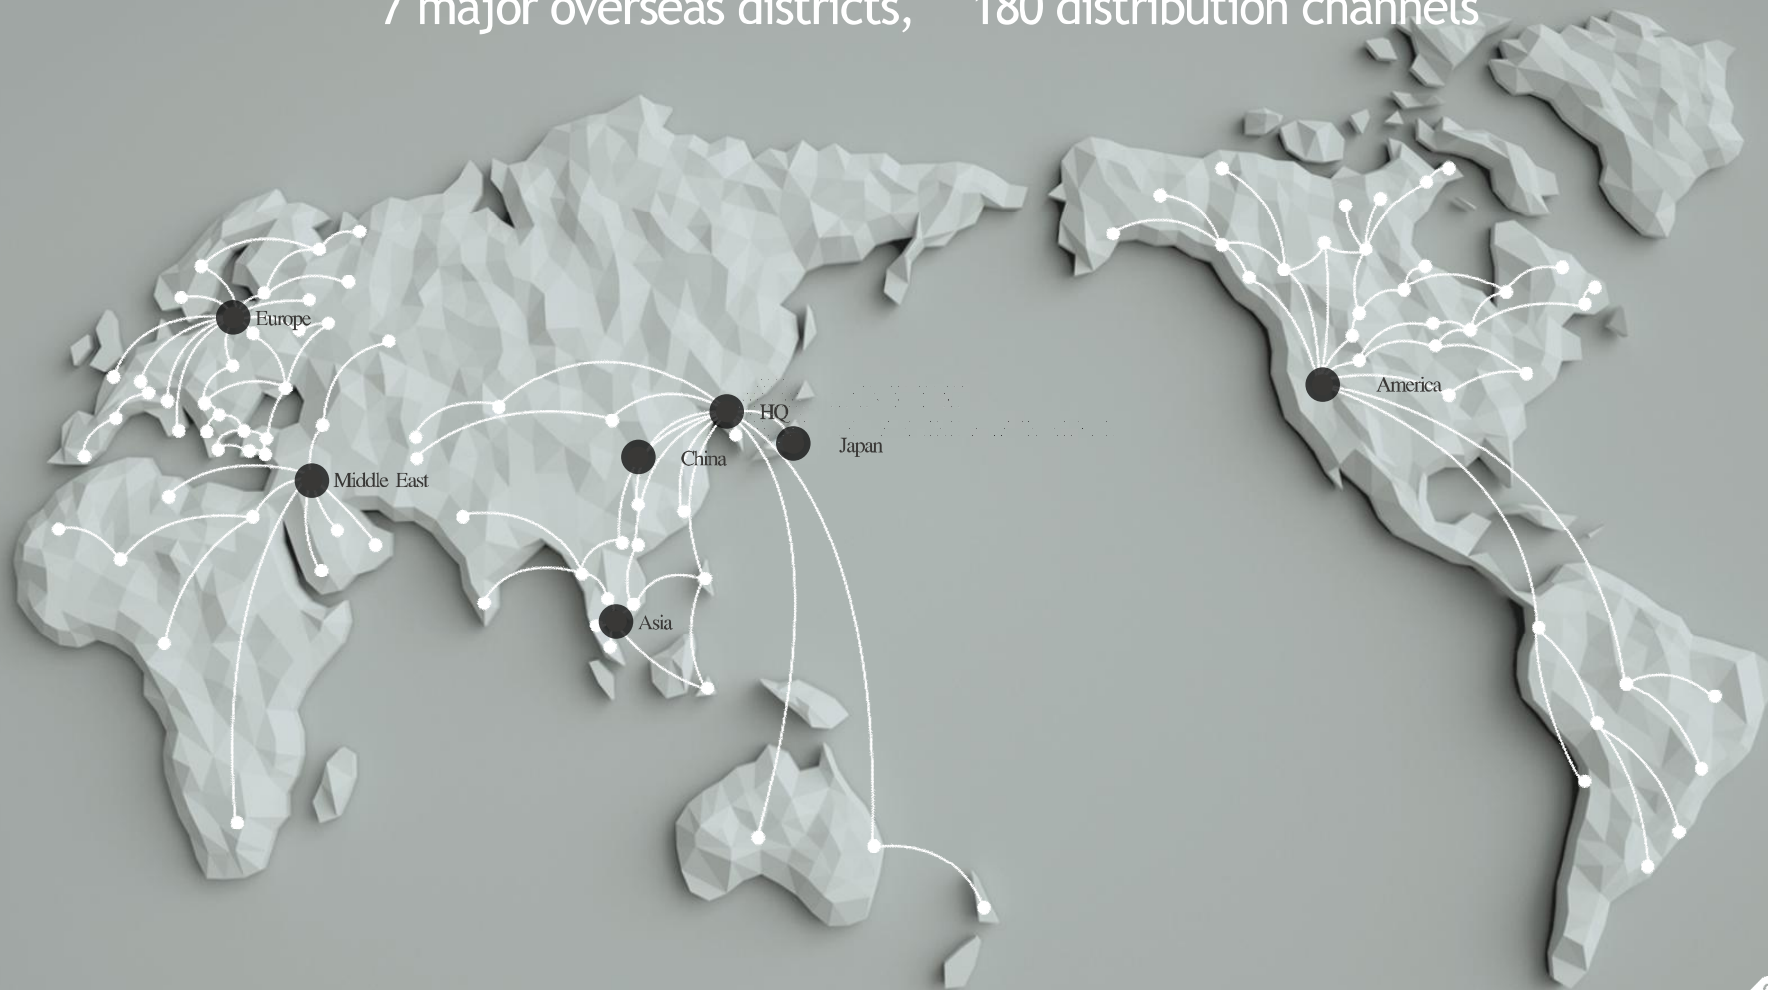 7 major overseas districts, 180 distribution channels
Europe
HQ
America
China
Japan
Middle East
Asia